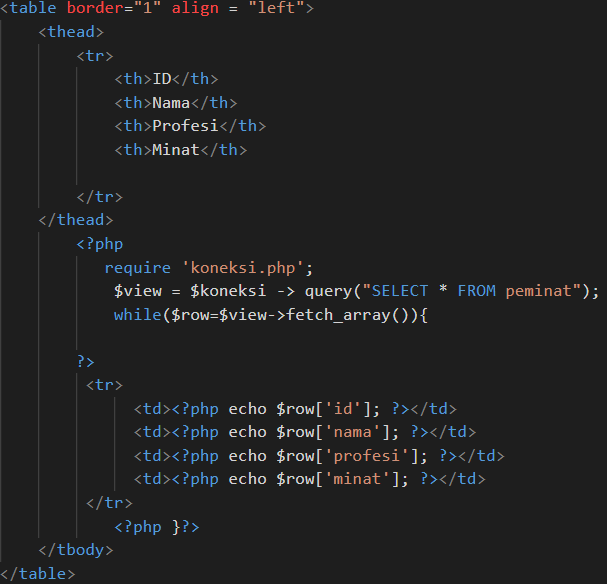 <table border="1" align = "left">
<thead>
<tr>
<th>ID</th>
<th>Nama</th>
<th>Profesi</th>
<th>Minat</th>
</tr>
</thead>
<?php
require 'koneksi.php';
$view = $koneksi -> query("SELECT * FROM peminat");
while($row=$view->fetch_array()){
?>
<tr>
<td><?php echo $row['id']; ?></td>
<td><?php echo $row['nama']; ?></td>
<td><?php echo $row['profesi']; ?></td>
<td><?php echo $row['minat']; ?></td>
</tr>
<?php }?>
</tbody>
</table>